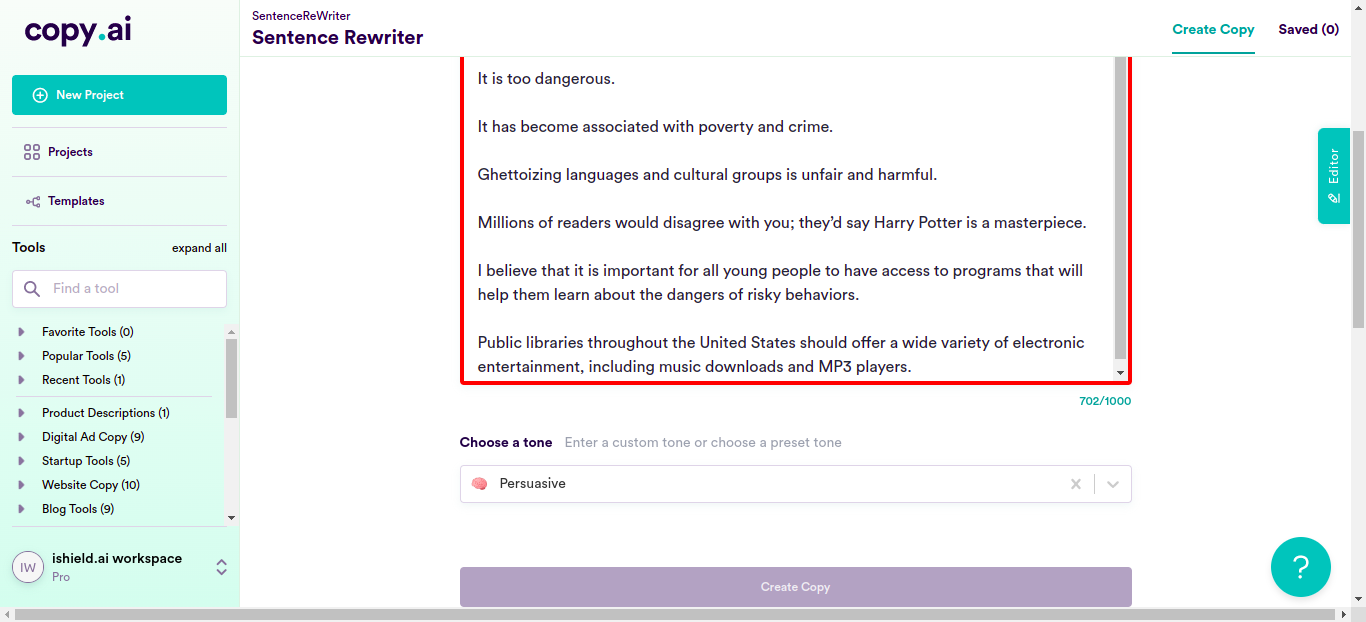 copy.ai
New Project
Projects
Templates
Tools expand all
Find a tool
Favorite Tools (0)
Popular Tools (5)
Recent Tools (1)
Product Descriptions (1)
Digital Ad Copy (9)
Startup Tools (5)
Website Copy (10)
Blog Tools (9)
IW
ishield.ai workspace
Pro
SentenceReWriter
Sentence Rewriter
Create Copy
Saved (0)
It is too dangerous.
It has become associated with poverty and crime.
Ghettoizing languages and cultural groups is unfair and harmful.
Millions of readers would disagree with you; they’d say Harry Potter is a masterpiece.
I believe that it is important for all young people to have access to programs that will
help them learn about the dangers of risky behaviors.
Public libraries throughout the United States should offer a wide variety of electronic
entertainment, including music downloads and MP3 players.
702/1000
Choose a tone Enter a custom tone or choose a preset tone
Persuasive
Create Copy
Editor
?